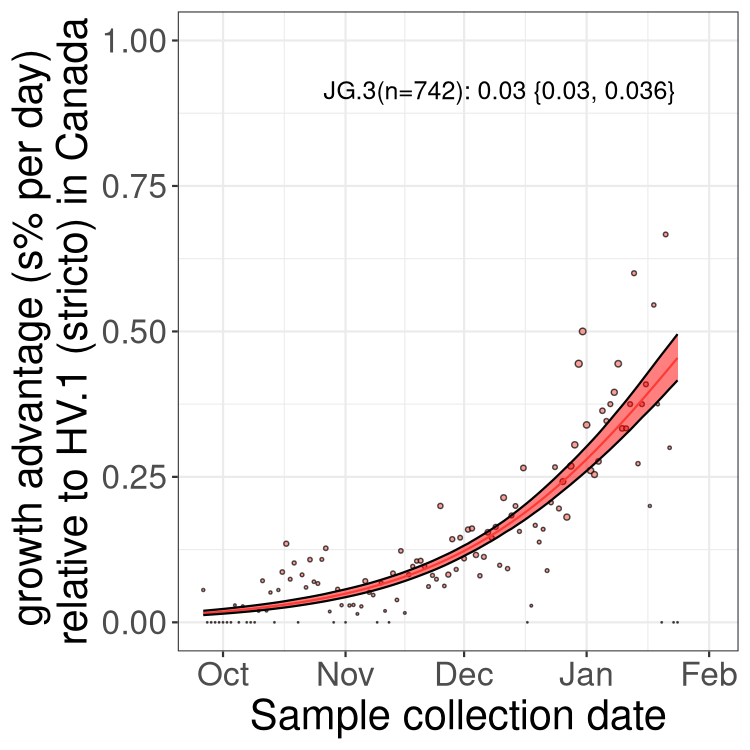 growth advantage (s% per day)
relative to HV.1 (stricto) in Canada
1.00
0.75
0.50
0.25
0.00
JG.3(n=742): 0.03 {0.03, 0.036}
Oct Nov Dec Jan Feb
Sample collection date